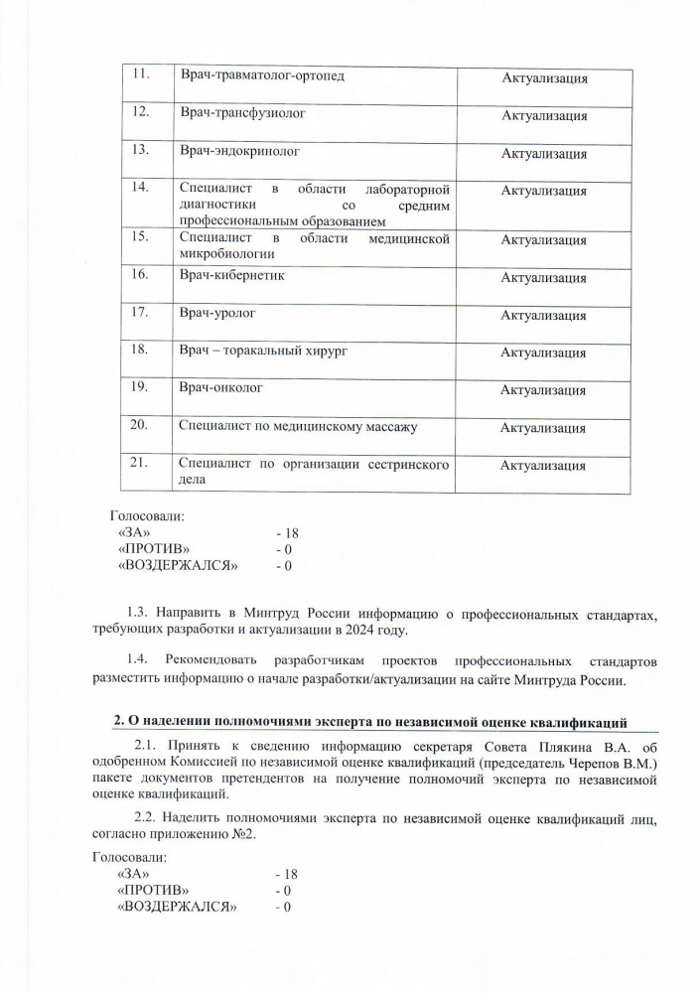 11. Врач-травматолог-ортопед Актуализация
12. Врач-трансфузиолог Актуализация
13. Врач-эндокринолог Актуализация
14. Специалист в области лабораторной Актуализация
диагностики со средним
профессиональным образованием
15. Специалист в области медицинской Актуализация
микробиологии
16. Врач-кибернетик Актуализация
17. Врач-уролог Актуализация
18. Врач – торакальный хирург Актуализация
19. Врач-онколог Актуализация
20. Специалист по медицинскому массажу Актуализация
21. Специалист по организации сестринского Актуализация
дела
Голосовали:
«ЗА» - 18
«ПРОТИВ» - 0
«ВОЗДЕРЖАЛСЯ» - 0
1.3. Направить в Минтруд России информацию о профессиональных стандартах,
требующих разработки и актуализации в 2024 году.
1.4. Рекомендовать разработчикам проектов профессиональных стандартов
разместить информацию о начале разработки/актуализации на сайте Минтруда России.
2. О наделении полномочиями эксперта по независимой оценке квалификаций
2.1. Принять к сведению информацию секретаря Совета Плякина В.А. об
одобренном Комиссией по независимой оценке квалификаций (председатель Черепов В.М.)
пакете документов претендентов на получение полномочий эксперта по независимой
оценке квалификаций.
2.2. Наделить полномочиями эксперта по независимой оценке квалификаций лиц,
согласно приложению №2.
Голосовали:
«ЗА» - 18
«ПРОТИВ» - 0
«ВОЗДЕРЖАЛСЯ» - 0